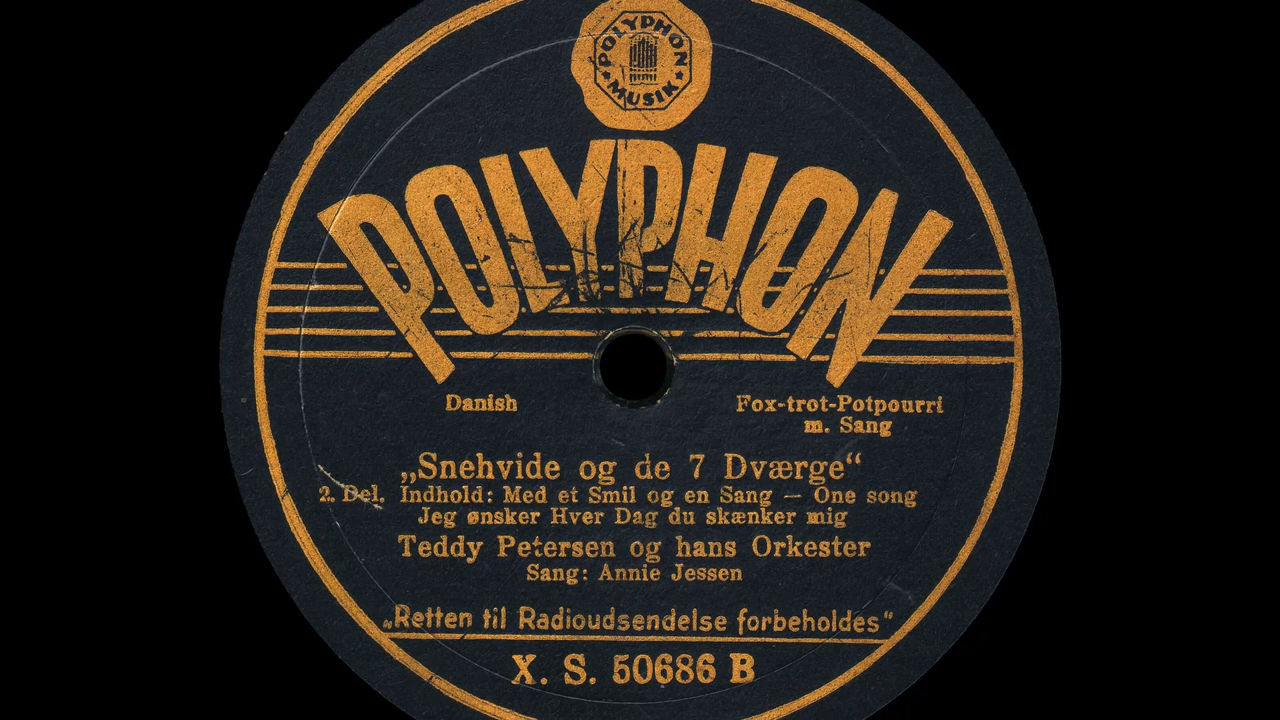 POLYPHON
MUSIK
POLYPHON
Danish
Fox-trot-Potpourri
m. Sang
„Snehvide og de 7 Dværge“
2. Del. Indhold: Med et Smil og en Sang — One song
Jeg ønsker Hver Dag du skænker mig
Teddy Petersen og hans Orkester
Sang: Annie Jessen
„Retten til Radioudsendelse forbeholdes“
X. S. 50686 B